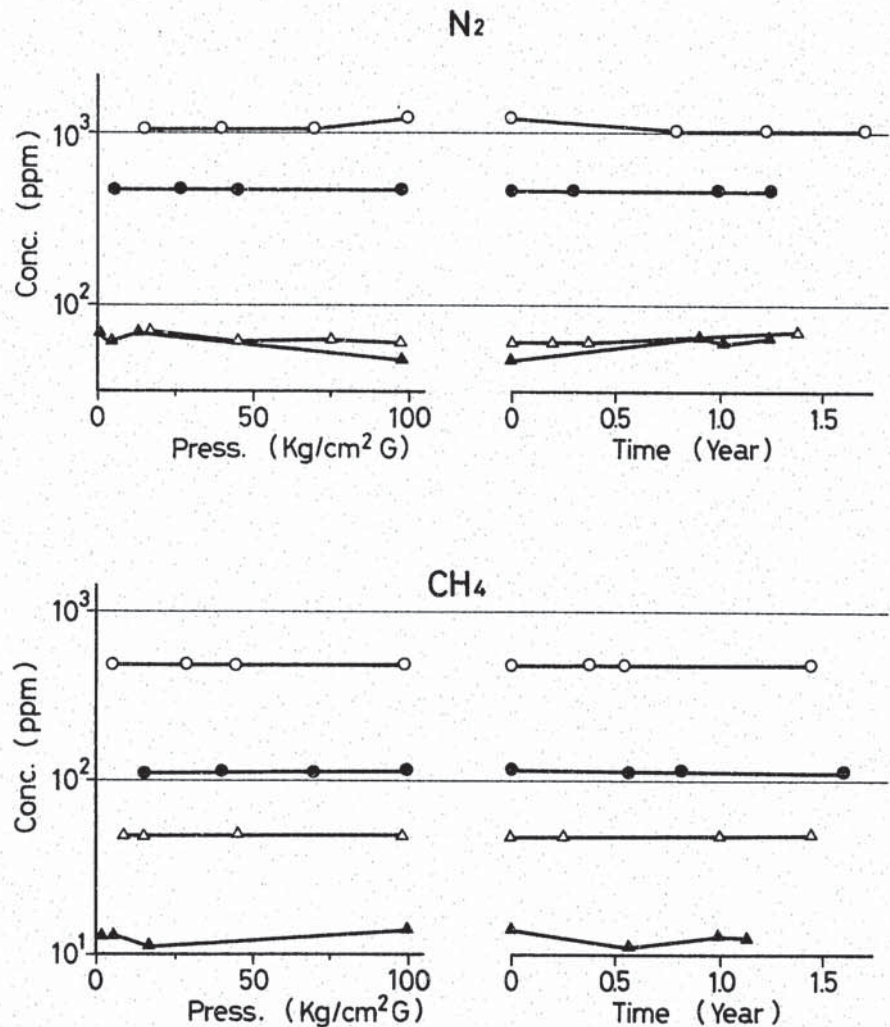 N₂
Conc. (ppm)
10³
10²
0 50 100
Press. (Kg/cm² G)
0 0.5 1.0 1.5
Time (Year)
CH₄
Conc. (ppm)
10³
10²
10¹
0 50 100
Press. (Kg/cm²G)
0 0.5 1.0 1.5
Time (Year)